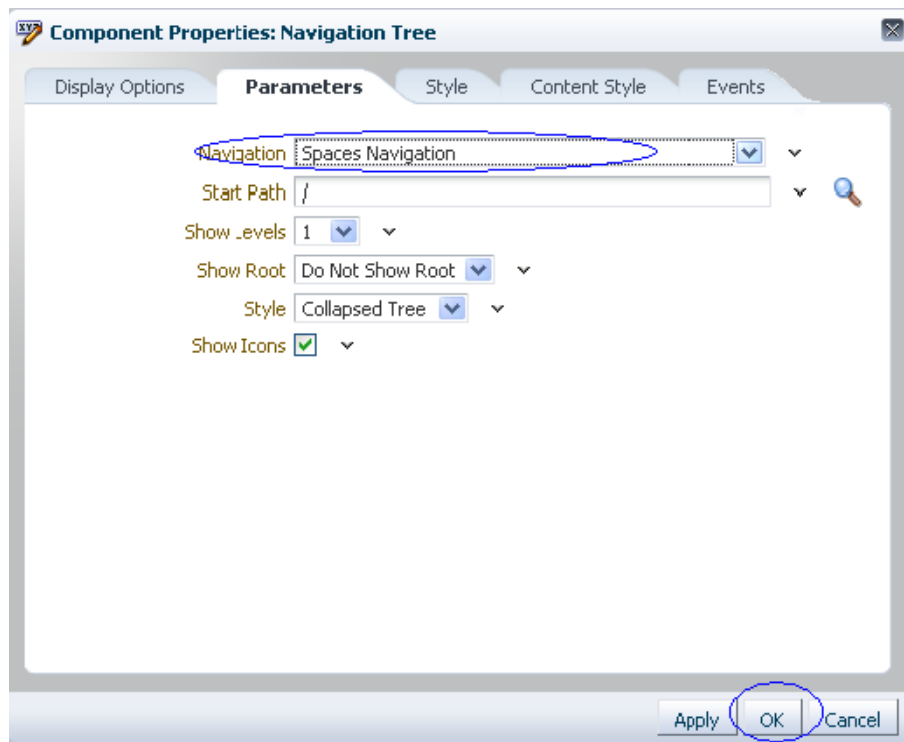 Component Properties: Navigation Tree
Display Options Parameters Style Content Style Events
Navigation Spaces Navigation
Start Path /
Show Levels 1
Show Root Do Not Show Root
Style Collapsed Tree
Show Icons
Apply OK Cancel